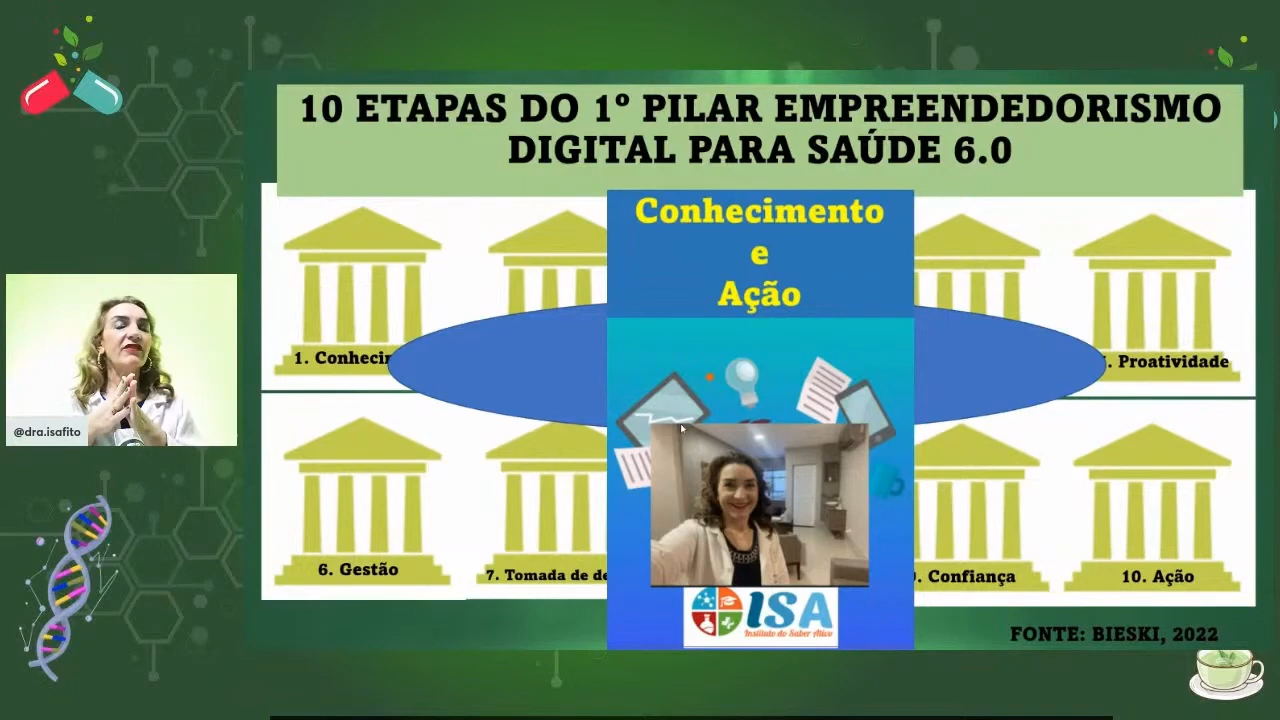 10 ETAPAS DO 1º PILAR EMPREENDEDORISMO
DIGITAL PARA SAÚDE 6.0
Conhecimento
e
Ação
1. Conhecim
. Proatividade
@dra.isafito
6. Gestão
7. Tomada de de
. Confiança
10. Ação
ISA
Instituto do Saber Ativo
FONTE: BIESKI, 2022